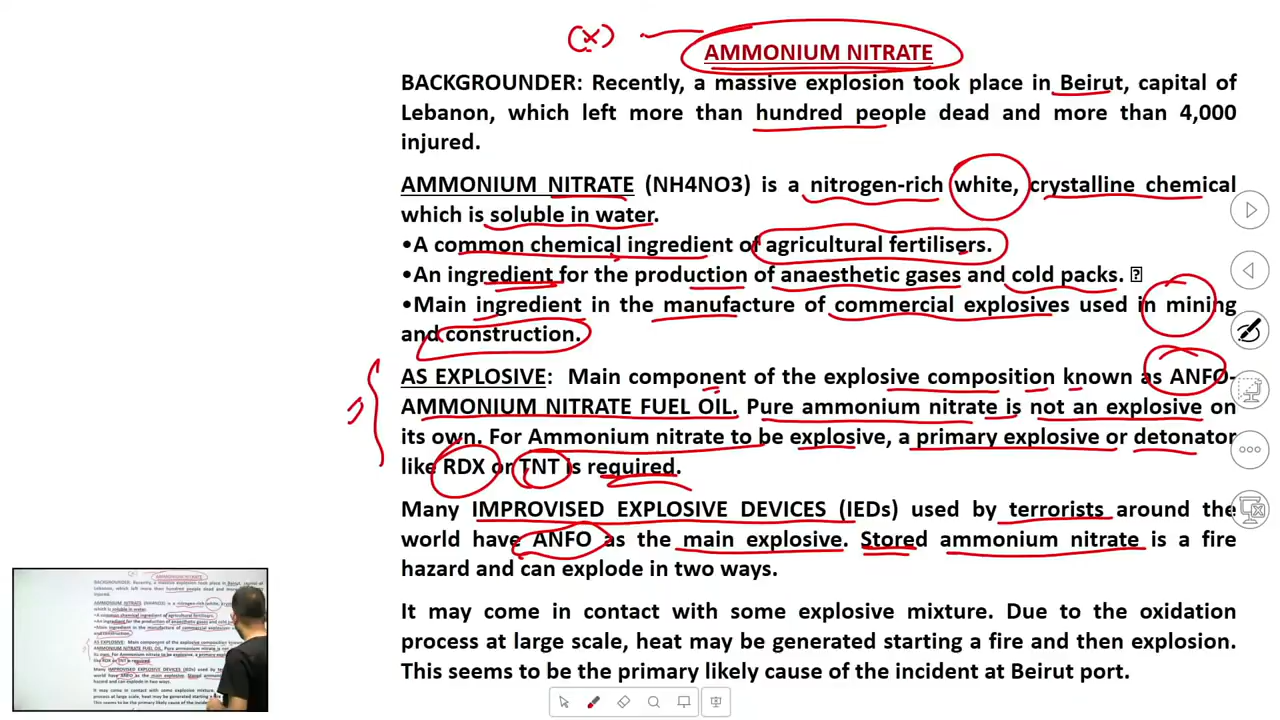 (x)
AMMONIUM NITRATE
BACKGROUNDER: Recently, a massive explosion took place in Beirut, capital of
Lebanon, which left more than hundred people dead and more than 4,000
injured.
AMMONIUM NITRATE (NH4NO3) is a nitrogen-rich white, crystalline chemical
which is soluble in water.
•A common chemical ingredient of agricultural fertilisers.
•An ingredient for the production of anaesthetic gases and cold packs.
•Main ingredient in the manufacture of commercial explosives used in mining
and construction.
AS EXPLOSIVE: Main component of the explosive composition known as ANFO-
AMMONIUM NITRATE FUEL OIL. Pure ammonium nitrate is not an explosive on
its own. For Ammonium nitrate to be explosive, a primary explosive or detonator
like RDX or TNT is required.
Many IMPROVISED EXPLOSIVE DEVICES (IEDs) used by terrorists around the
world have ANFO as the main explosive. Stored ammonium nitrate is a fire
hazard and can explode in two ways.
It may come in contact with some explosive mixture. Due to the oxidation
process at large scale, heat may be generated starting a fire and then explosion.
This seems to be the primary likely cause of the incident at Beirut port.